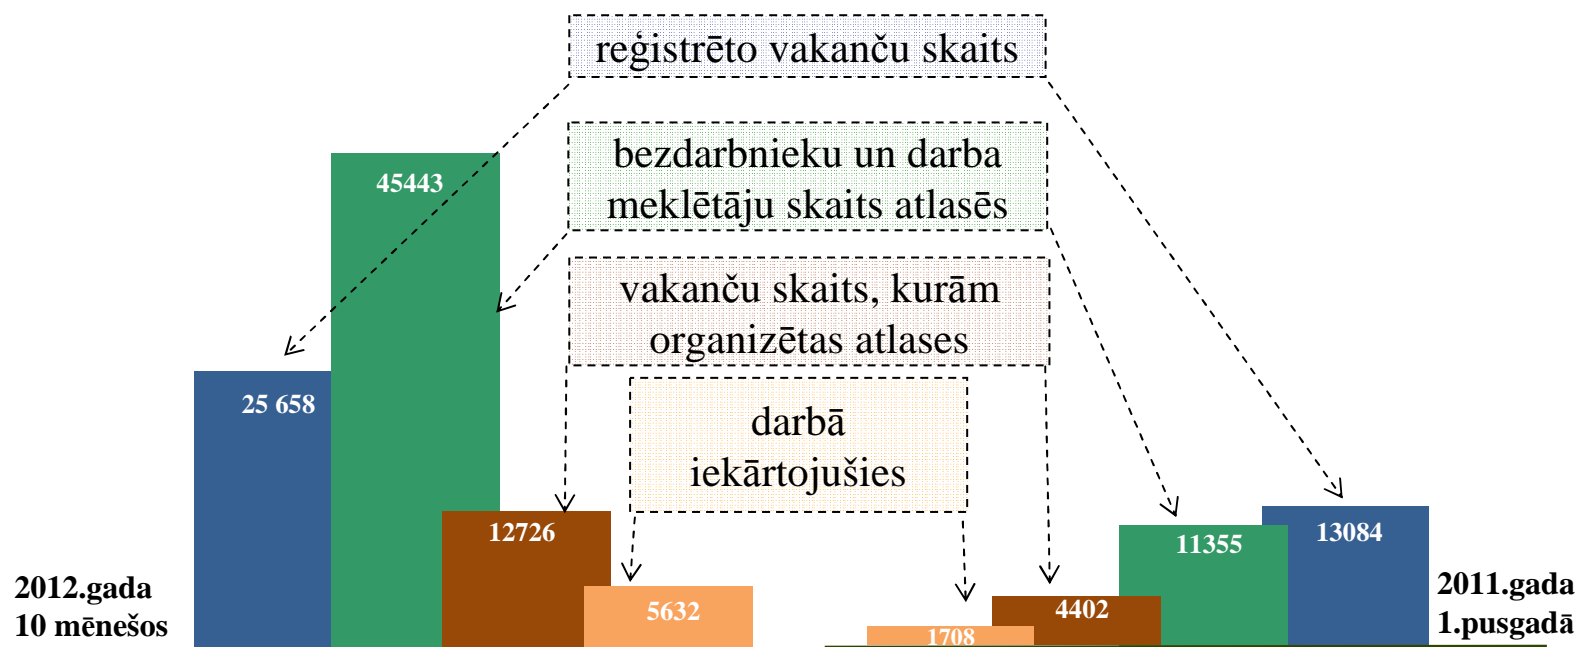 reģistrēto vakanču skaits
bezdarbnieku un darba
meklētāju skaits atlasēs
vakanču skaits, kurām
organizētas atlases
darbā
iekārtojušies
45443
25 658
12726
5632
2012.gada
10 mēnešos
1708
4402
11355
13084
2011.gada
1.pusgadā